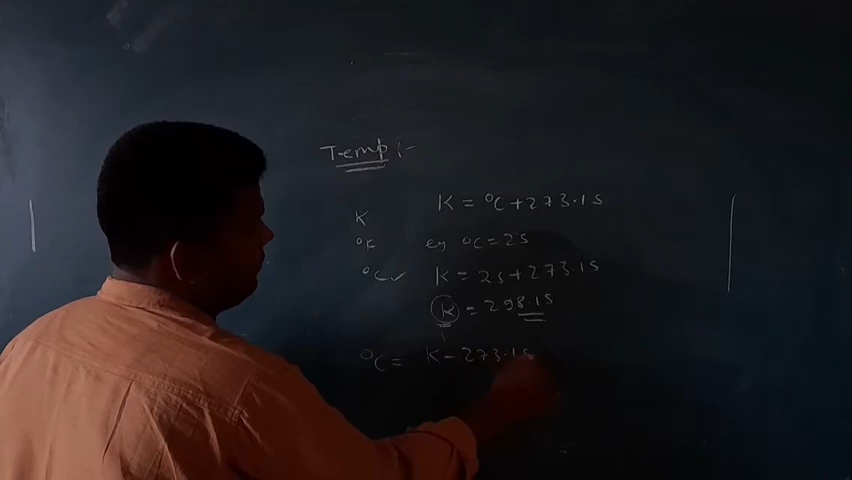 Temp :-
K
°F
°C ✓
K = °C + 273.15
eg °C = 25
K = 25 + 273.15
K = 298.15
°C = K - 273.15